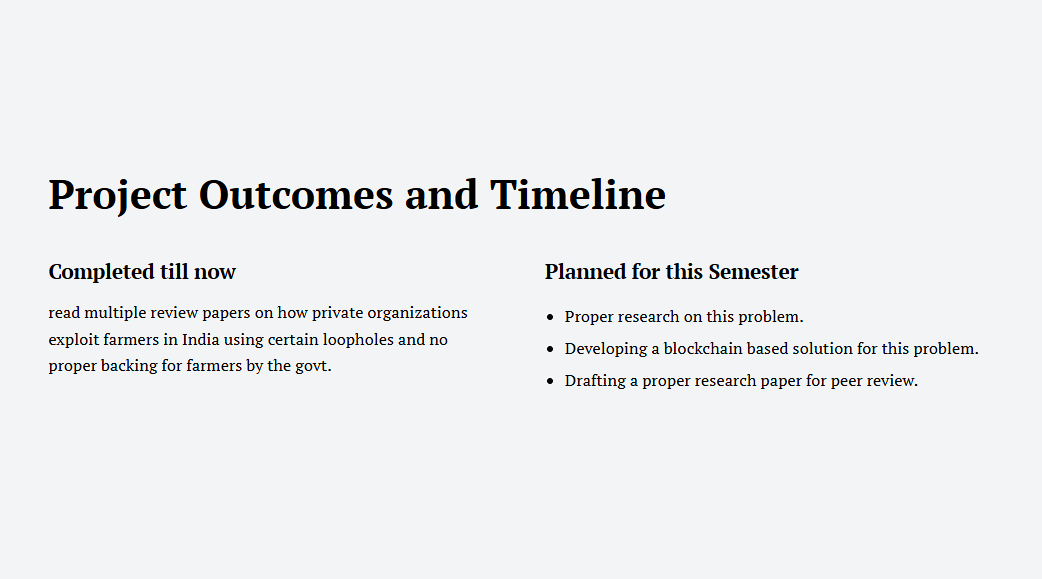 Project Outcomes and Timeline
Completed till now
read multiple review papers on how private organizations
exploit farmers in India using certain loopholes and no
proper backing for farmers by the govt.
Planned for this Semester
• Proper research on this problem.
• Developing a blockchain based solution for this problem.
• Drafting a proper research paper for peer review.